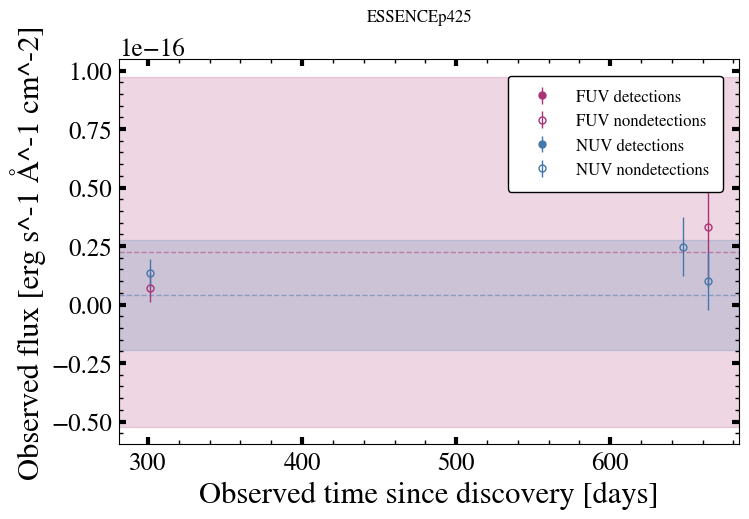 ESSENCEp425
1e−16
Observed flux [erg s^-1 Å^-1 cm^-2]
1.00
0.75
0.50
0.25
0.00
−0.25
−0.50
FUV detections
FUV nondetections
NUV detections
NUV nondetections
300 400 500 600
Observed time since discovery [days]